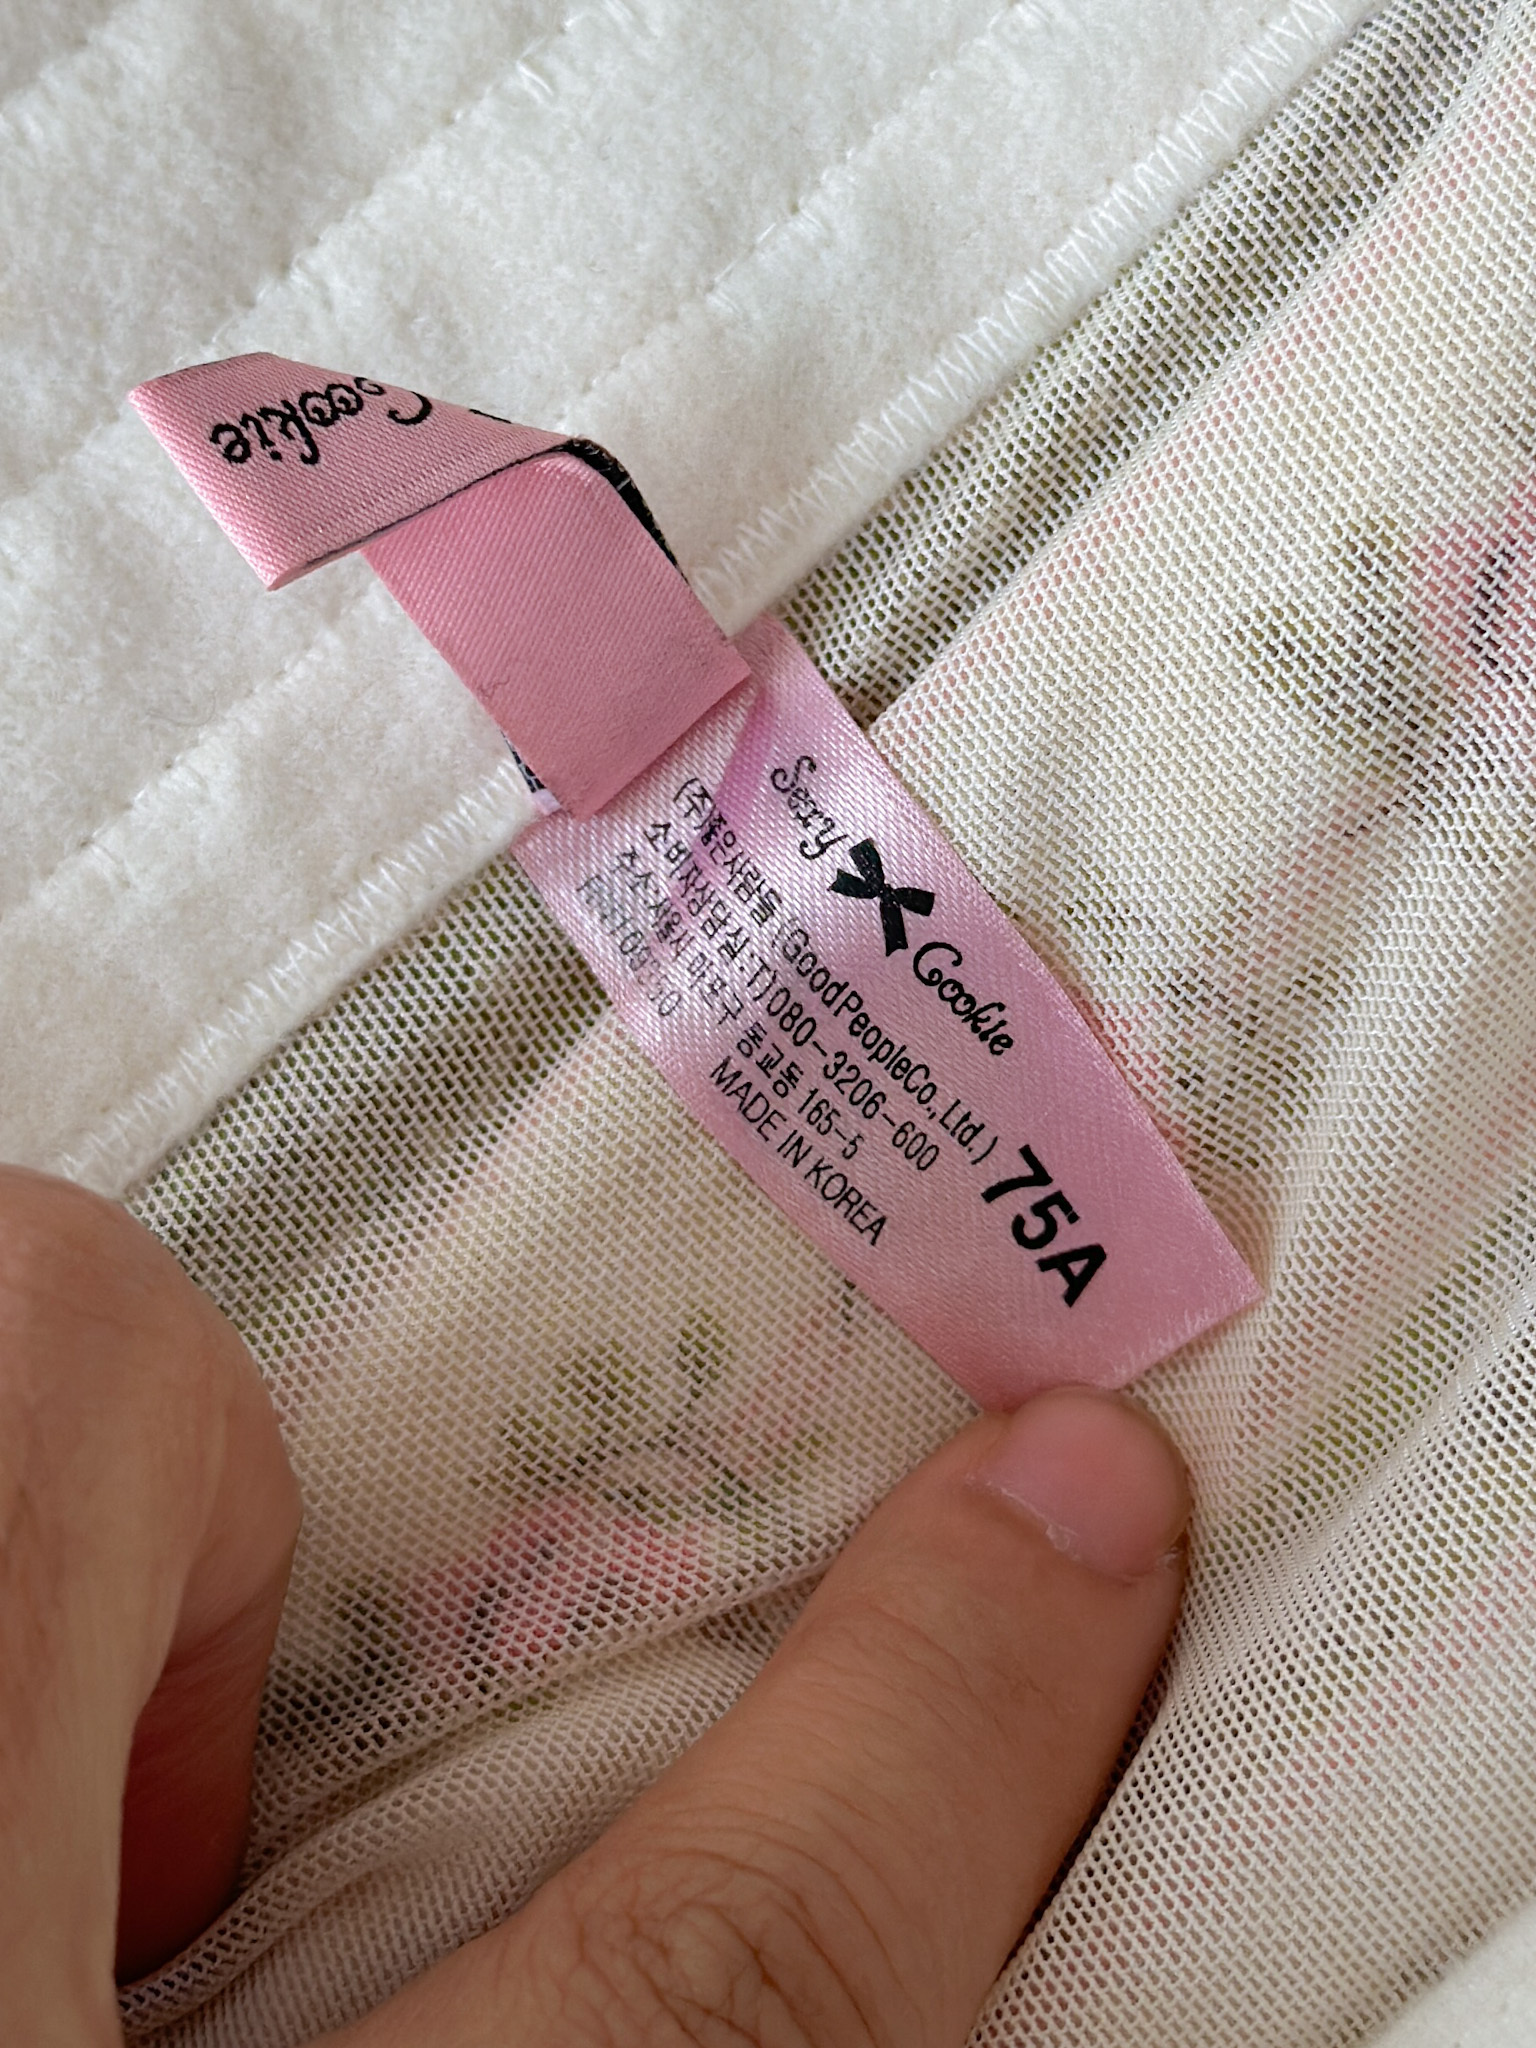 Cookie
Sexy Cookie
(주)좋은사람들 (GoodPeopleCo.,Ltd.)
소비자상담실:T)080-3206-600
주소:서울시 마포구 동교동 165-5
MADE IN KOREA
75A